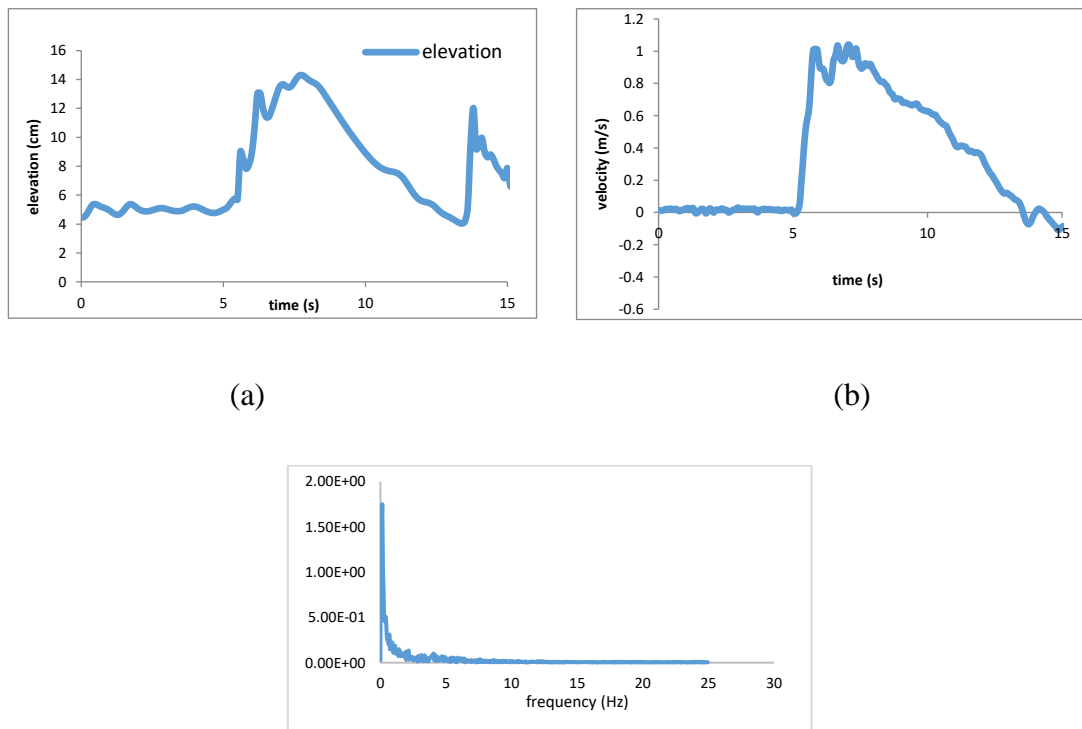 elevation
16
14
12
10
8
6
4
2
0
0 5 10 15
elevation (cm)
time (s)
1.2
1
0.8
0.6
0.4
0.2
0
-0.2
-0.4
-0.6
0 5 10 15
velocity (m/s)
time (s)
(a)
(b)
2.00E+00
1.50E+00
1.00E+00
5.00E-01
0.00E+00
0 5 10 15 20 25 30
frequency (Hz)